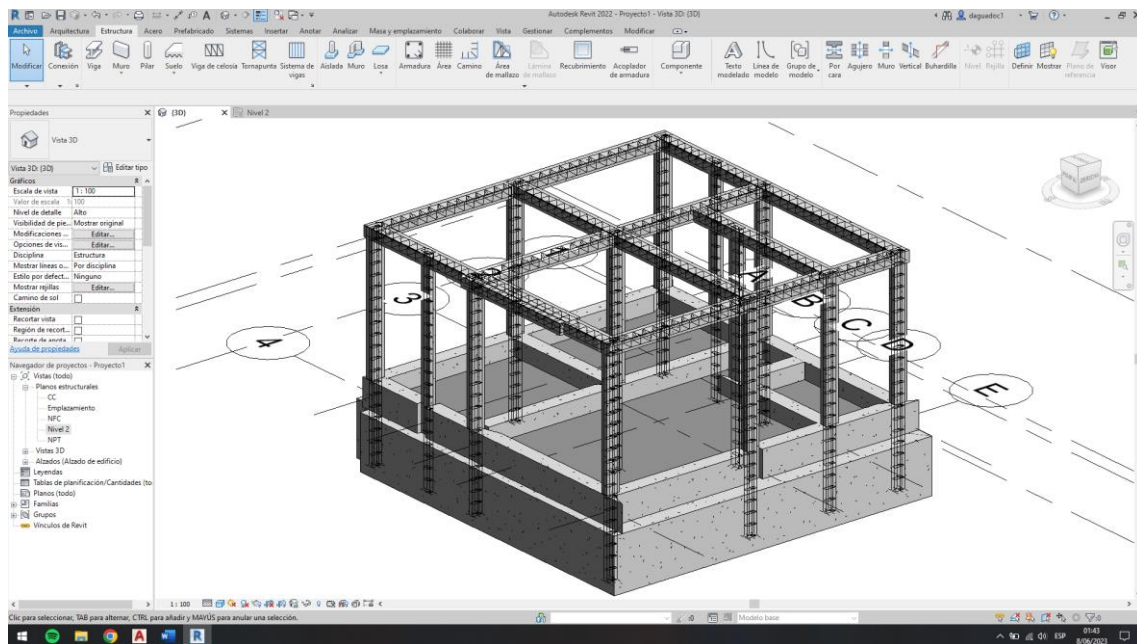 Autodesk Revit 2022 - Proyecto1 - Vista 3D: {3D}
daguadoc1
Archivo Arquitectura Estructura Acero Prefabricado Sistemas Insertar Anotar Analizar Masa y emplazamiento Colaborar Vista Gestionar Complementos Modificar
Modificar Conexión Viga Muro Pilar Suelo Viga de celosía Tornapunta Sistema de vigas Aislada Muro Losa Armadura Área Camino Área de mallazo Lámina de mallazo Recubrimiento Acoplador de armadura Componente Texto modelado Línea de modelo Grupo de modelo Por cara Agujero Muro Vertical Buhardilla Nivel Rejilla Definir Mostrar Plano de referencia Visor
Propiedades
{3D}
Nivel 2
Vista 3D
Vista 3D: {3D}
Editar tipo
Gráficos
Escala de vista 1 : 100
Valor de escala 1: 100
Nivel de detalle Alto
Visibilidad de pie... Mostrar original
Modificaciones ... Editar...
Opciones de vis... Editar...
Disciplina Estructura
Mostrar líneas o... Por disciplina
Estilo por defect... Ninguno
Mostrar rejillas Editar...
Camino de sol
Extensión
Recortar vista
Región de recort...
Recorte de anota...
Ayuda de propiedades Aplicar
Navegador de proyectos - Proyecto1
Vistas (todo)
Planos estructurales
CC
Emplazamiento
NFC
Nivel 2
NPT
Vistas 3D
Alzados (Alzado de edificio)
Leyendas
Tablas de planificación/Cantidades (to
Planos (todo)
Familias
Grupos
Vínculos de Revit
4
3
2
A
B
C
D
E
1 : 100
Clic para seleccionar, TAB para alternar, CTRL para añadir y MAYÚS para anular una selección.
:0
Modelo base
:0
ESP
01:43
8/06/2023